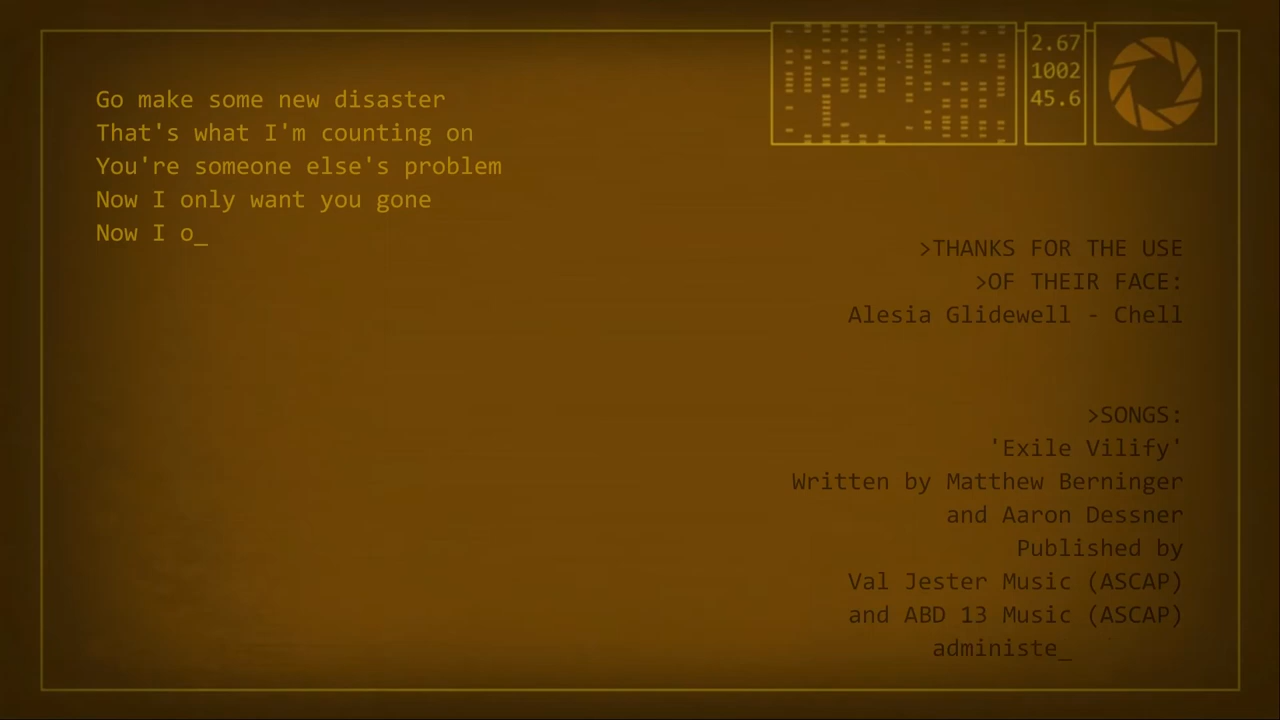 Go make some new disaster
That's what I'm counting on
You're someone else's problem
Now I only want you gone
Now I o_
2.67
1002
45.6
>THANKS FOR THE USE
>OF THEIR FACE:
Alesia Glidewell - Chell
>SONGS:
'Exile Vilify'
Written by Matthew Berninger
and Aaron Dessner
Published by
Val Jester Music (ASCAP)
and ABD 13 Music (ASCAP)
administe_